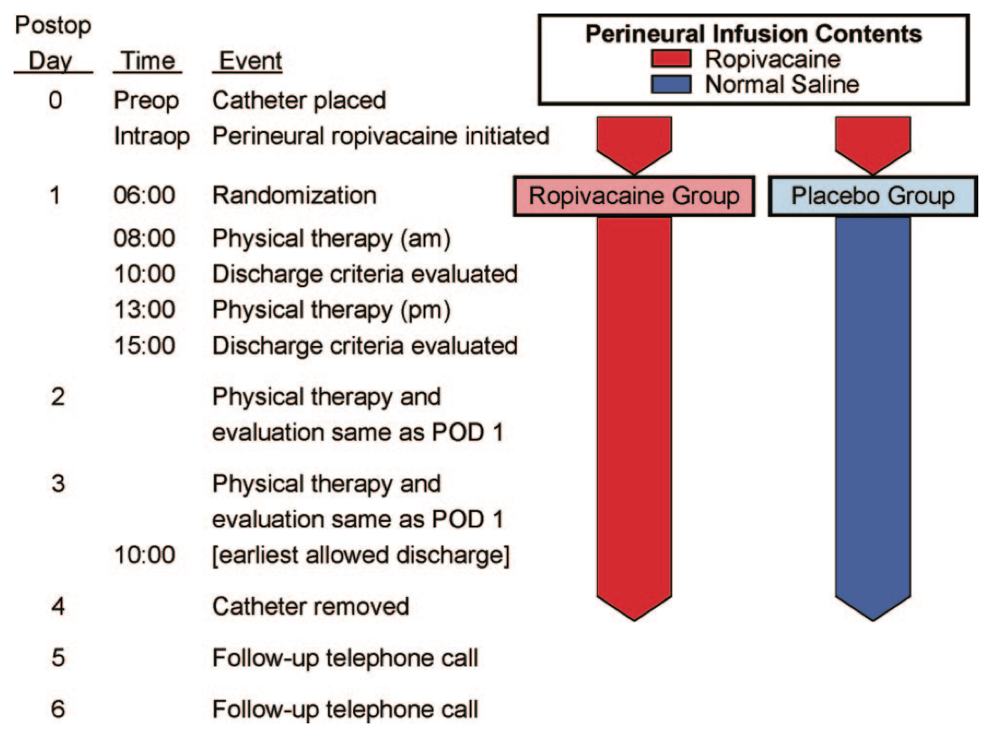 Postop
Day Time Event
0 Preop Catheter placed
Intraop Perineural ropivacaine initiated
1 06:00 Randomization
08:00 Physical therapy (am)
10:00 Discharge criteria evaluated
13:00 Physical therapy (pm)
15:00 Discharge criteria evaluated
2 Physical therapy and
evaluation same as POD 1
3 Physical therapy and
evaluation same as POD 1
10:00 [earliest allowed discharge]
4 Catheter removed
5 Follow-up telephone call
6 Follow-up telephone call
Perineural Infusion Contents
Ropivacaine
Normal Saline
Ropivacaine Group
Placebo Group